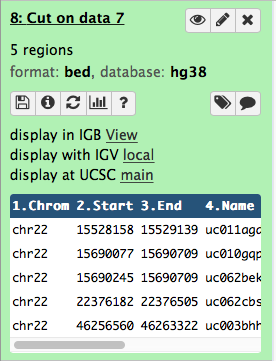 8: Cut on data 7
5 regions
format: bed, database: hg38
?
display in IGB View
display with IGV local
display at UCSC main
1.Chrom 2.Start 3.End 4.Name
chr22 15528158 15529139 uc011aga
chr22 15690077 15690709 uc010gqp
chr22 15690245 15690709 uc062bek
chr22 22376182 22376505 uc062cbs
chr22 46256560 46263322 uc003bhh